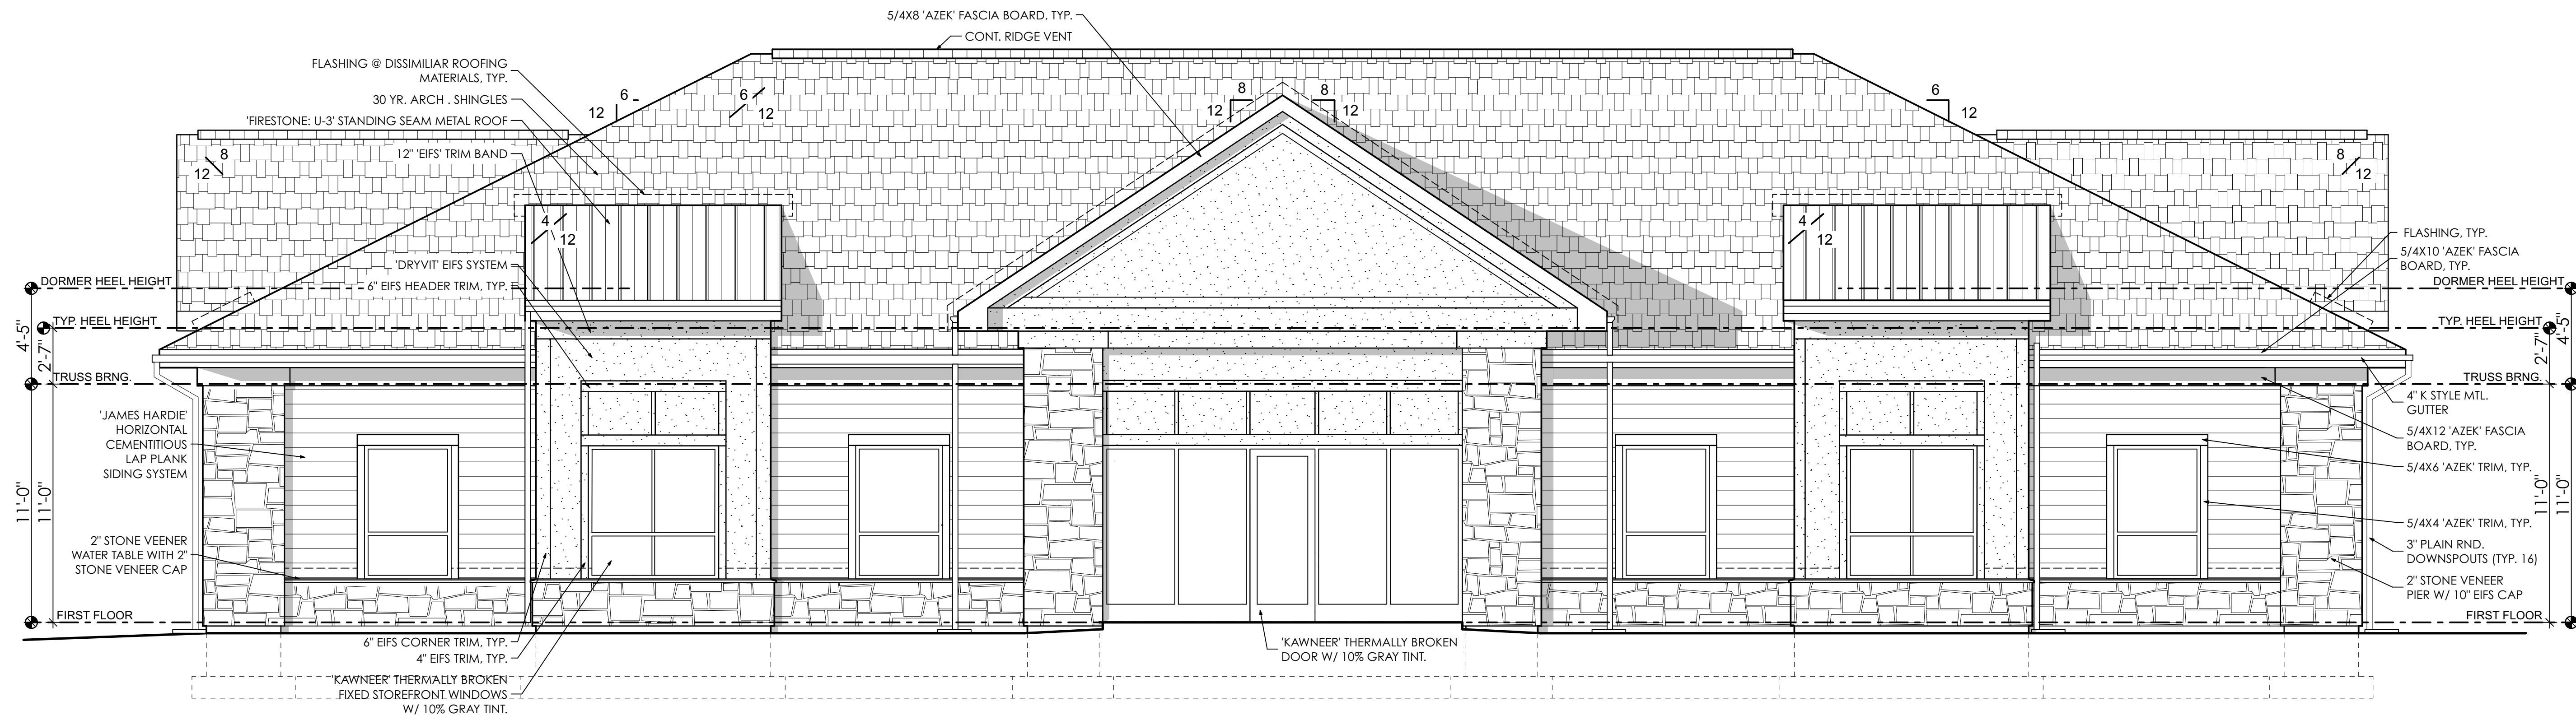 5/4X8 'AZEK' FASCIA BOARD, TYP.
CONT. RIDGE VENT
FLASHING @ DISSIMILIAR ROOFING
MATERIALS, TYP.
30 YR. ARCH . SHINGLES
'FIRESTONE: U-3' STANDING SEAM METAL ROOF
12" 'EIFS' TRIM BAND
'DRYVIT' EIFS SYSTEM
6" EIFS HEADER TRIM, TYP.
6
12
6
12
8
12
8
12
6
12
8
12
8
12
4
12
4
12
DORMER HEEL HEIGHT
TYP. HEEL HEIGHT
TRUSS BRNG.
4'-5"
2'-7"
11'-0"
11'-0"
'JAMES HARDIE'
HORIZONTAL
CEMENTITIOUS
LAP PLANK
SIDING SYSTEM
2" STONE VEENER
WATER TABLE WITH 2"
STONE VENEER CAP
FIRST FLOOR
6" EIFS CORNER TRIM, TYP.
4" EIFS TRIM, TYP.
'KAWNEER' THERMALLY BROKEN
FIXED STOREFRONT WINDOWS
W/ 10% GRAY TINT.
'KAWNEER' THERMALLY BROKEN
DOOR W/ 10% GRAY TINT.
FLASHING, TYP.
5/4X10 'AZEK' FASCIA
BOARD, TYP.
DORMER HEEL HEIGHT
TYP. HEEL HEIGHT
TRUSS BRNG.
4'-5"
2'-7"
11'-0"
11'-0"
4" K STYLE MTL.
GUTTER
5/4X12 'AZEK' FASCIA
BOARD, TYP.
5/4X6 'AZEK' TRIM, TYP.
5/4X4 'AZEK' TRIM, TYP.
3" PLAIN RND.
DOWNSPOUTS (TYP. 16)
2" STONE VENEER
PIER W/ 10" EIFS CAP
FIRST FLOOR